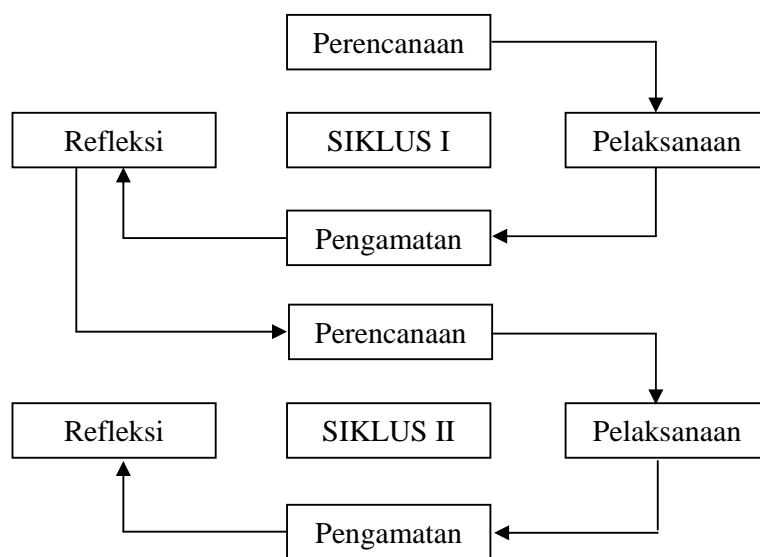 Perencanaan
Refleksi
SIKLUS I
Pelaksanaan
Pengamatan
Perencanaan
Refleksi
SIKLUS II
Pelaksanaan
Pengamatan